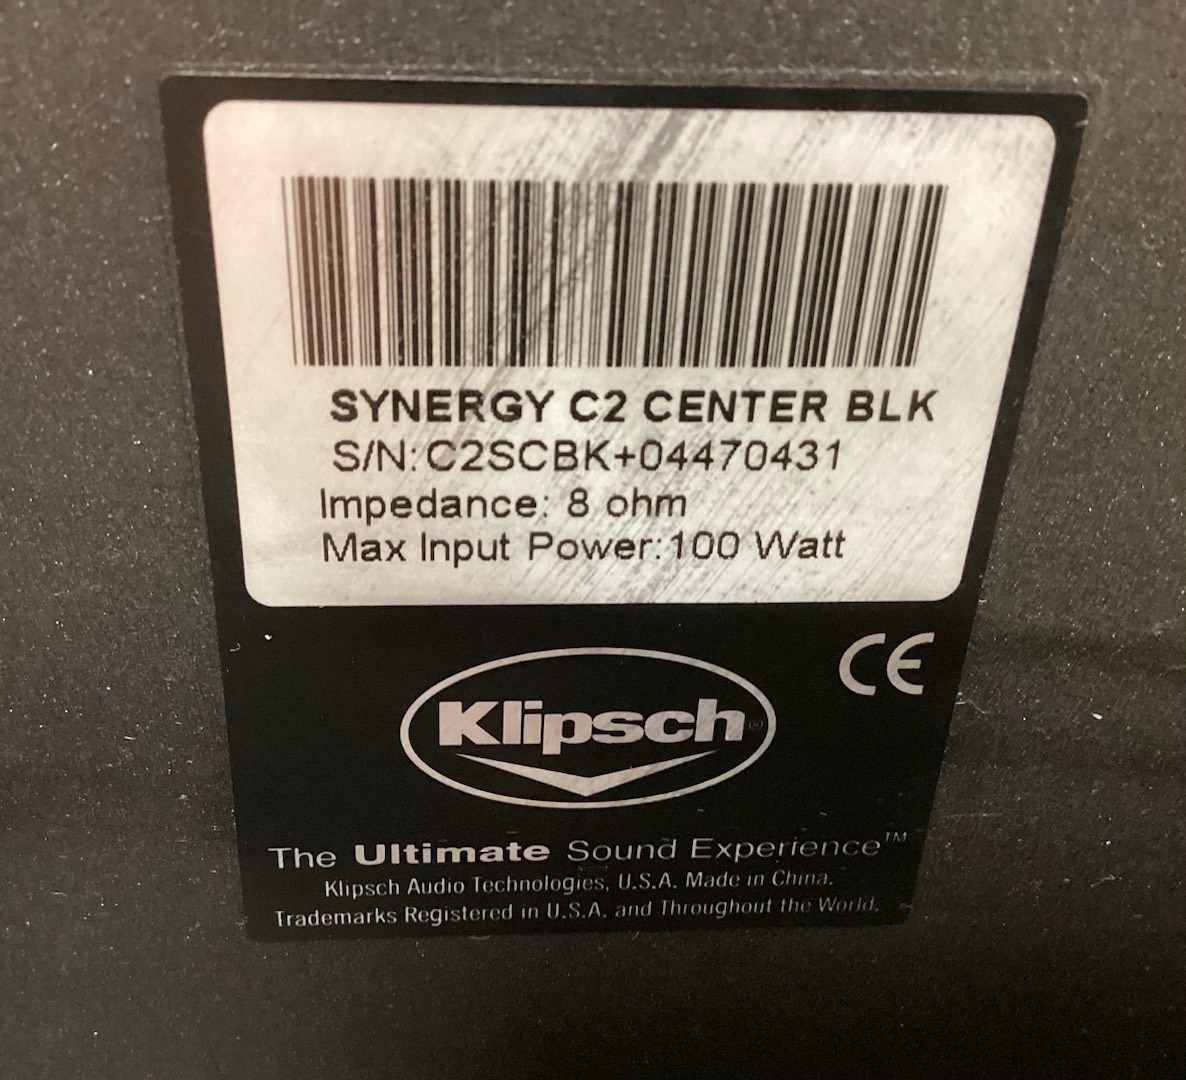 SYNERGY C2 CENTER BLK
S/N:C2SCBK+04470431
Impedance: 8 ohm
Max Input Power:100 Watt
CE
Klipsch®
The Ultimate Sound Experience™
Klipsch Audio Technologies, U.S.A. Made in China.
Trademarks Registered in U.S.A. and Throughout the World.